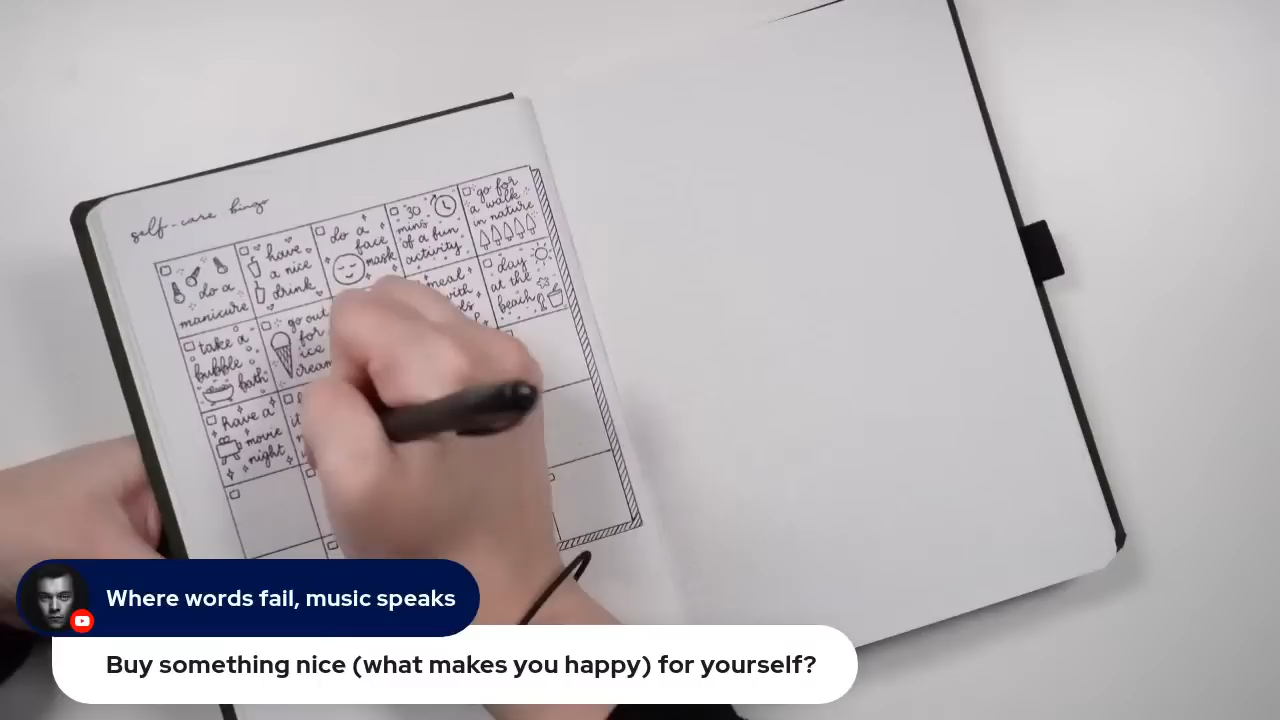 self-care bingo
do a
manicure
have
a nice
drink
do a
face
mask
30
mins
of a fun
activity
go for
a walk
in nature
take a
bubble
bath
go out
for
ice
cream
meal
with
day
at the
beach
have a
movie
night
Where words fail, music speaks
Buy something nice (what makes you happy) for yourself?